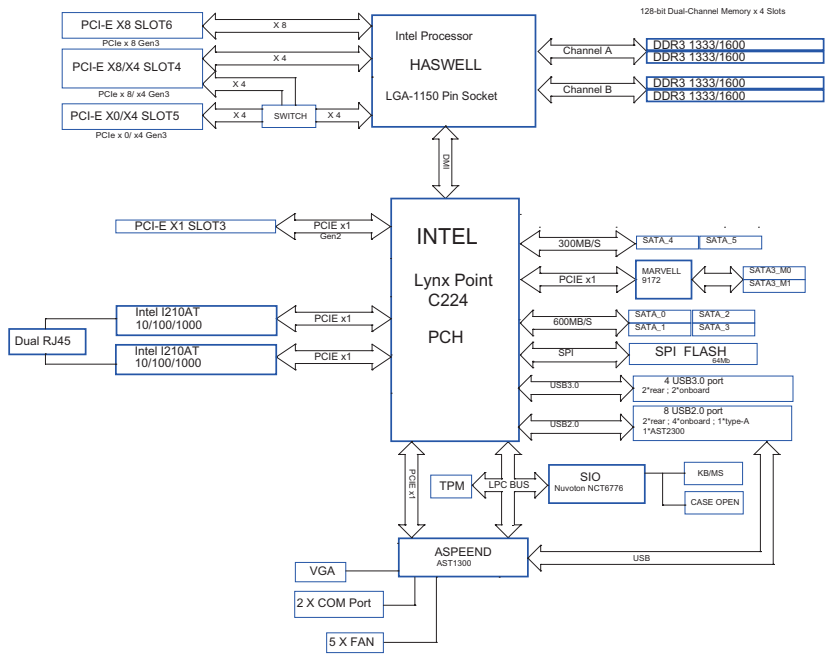 128-bit Dual-Channel Memory x 4 Slots
PCI-E X8 SLOT6
PCIe x 8 Gen3
X 8
PCI-E X8/X4 SLOT4
PCIe x 8/ x4 Gen3
X 4
X 4
PCI-E X0/X4 SLOT5
PCIe x 0/ x4 Gen3
X 4
SWITCH
X 4
Intel Processor
HASWELL
LGA-1150 Pin Socket
Channel A
DDR3 1333/1600
DDR3 1333/1600
Channel B
DDR3 1333/1600
DDR3 1333/1600
DMI
PCI-E X1 SLOT3
PCIE x1
Gen2
INTEL
Lynx Point
C224
PCH
300MB/S
SATA_4
SATA_5
PCIE x1
MARVELL
9172
SATA3_M0
SATA3_M1
Intel I210AT
10/100/1000
PCIE x1
Dual RJ45
Intel I210AT
10/100/1000
PCIE x1
600MB/S
SATA_0
SATA_2
SATA_1
SATA_3
SPI
SPI FLASH
64Mb
USB3.0
4 USB3.0 port
2*rear ; 2*onboard
USB2.0
8 USB2.0 port
2*rear ; 4*onboard ; 1*type-A
1*AST2300
PCIE x1
TPM
LPC BUS
SIO
Nuvoton NCT6776
KB/MS
CASE OPEN
ASPEEND
AST1300
USB
VGA
2 X COM Port
5 X FAN